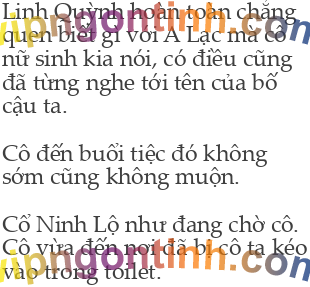 Linh Quỳnh hoàn toàn chẳng
quen biết gì với A Lạc mà cô
nữ sinh kia nói, có điều cũng
đã từng nghe tới tên của bố
cậu ta.
Cô đến buổi tiệc đó không
sớm cũng không muộn.
Cổ Ninh Lộ như đang chờ cô.
Cô vừa đến nơi đã bị cô ta kéo
vào trong toilet.